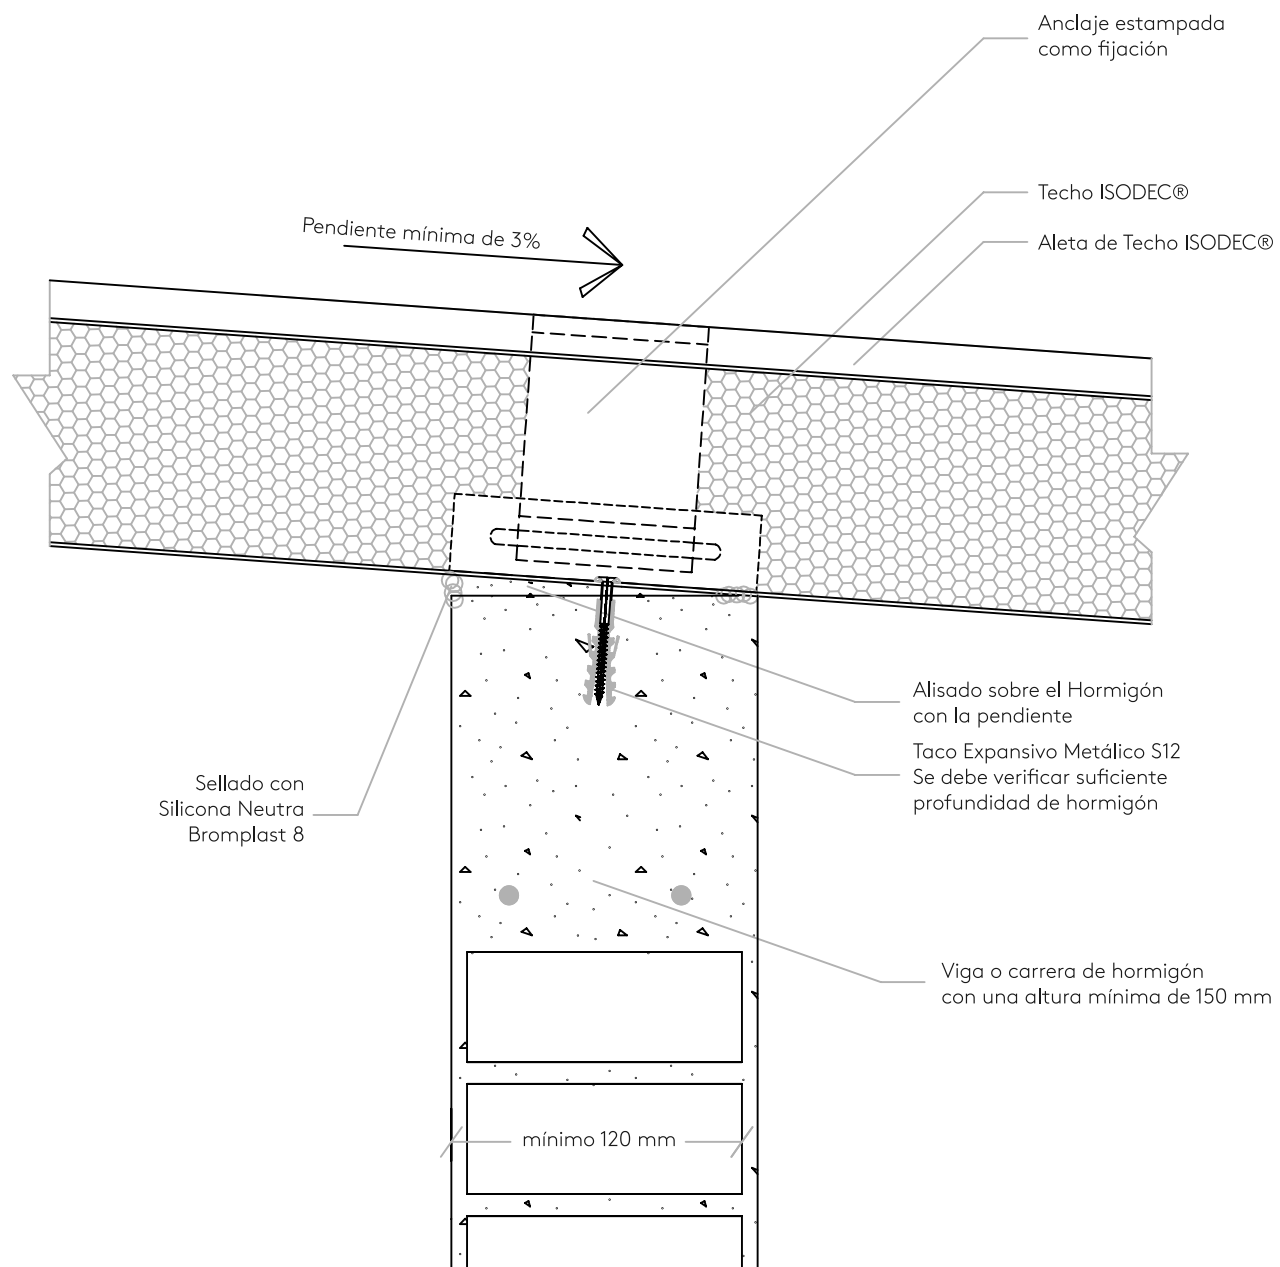 Anclaje estampada
como fijación
Techo ISODEC®
Pendiente mínima de 3%
Aleta de Techo ISODEC®
Alisado sobre el Hormigón
con la pendiente
Taco Expansivo Metálico S12
Se debe verificar suficiente
profundidad de hormigón
Sellado con
Silicona Neutra
Bromplast 8
Viga o carrera de hormigón
con una altura mínima de 150 mm
mínimo 120 mm